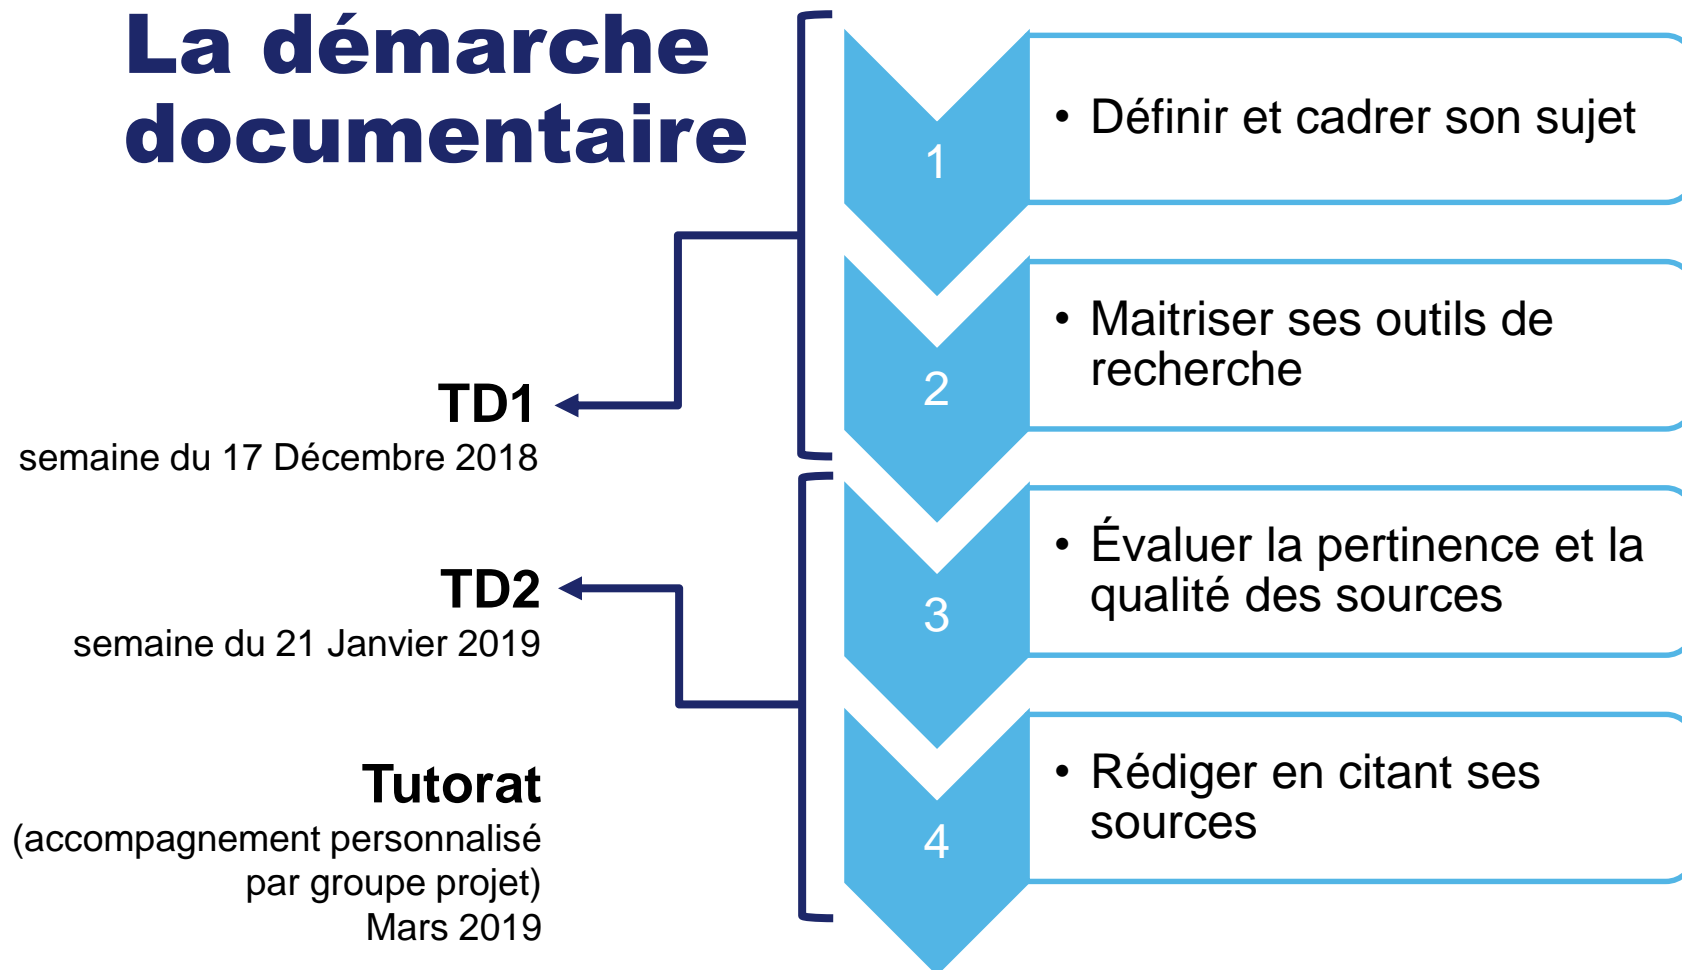 La démarche
documentaire
1
• Définir et cadrer son sujet
2
• Maitriser ses outils de
recherche
TD1
semaine du 17 Décembre 2018
3
• Évaluer la pertinence et la
qualité des sources
TD2
semaine du 21 Janvier 2019
4
• Rédiger en citant ses
sources
Tutorat
(accompagnement personnalisé
par groupe projet)
Mars 2019